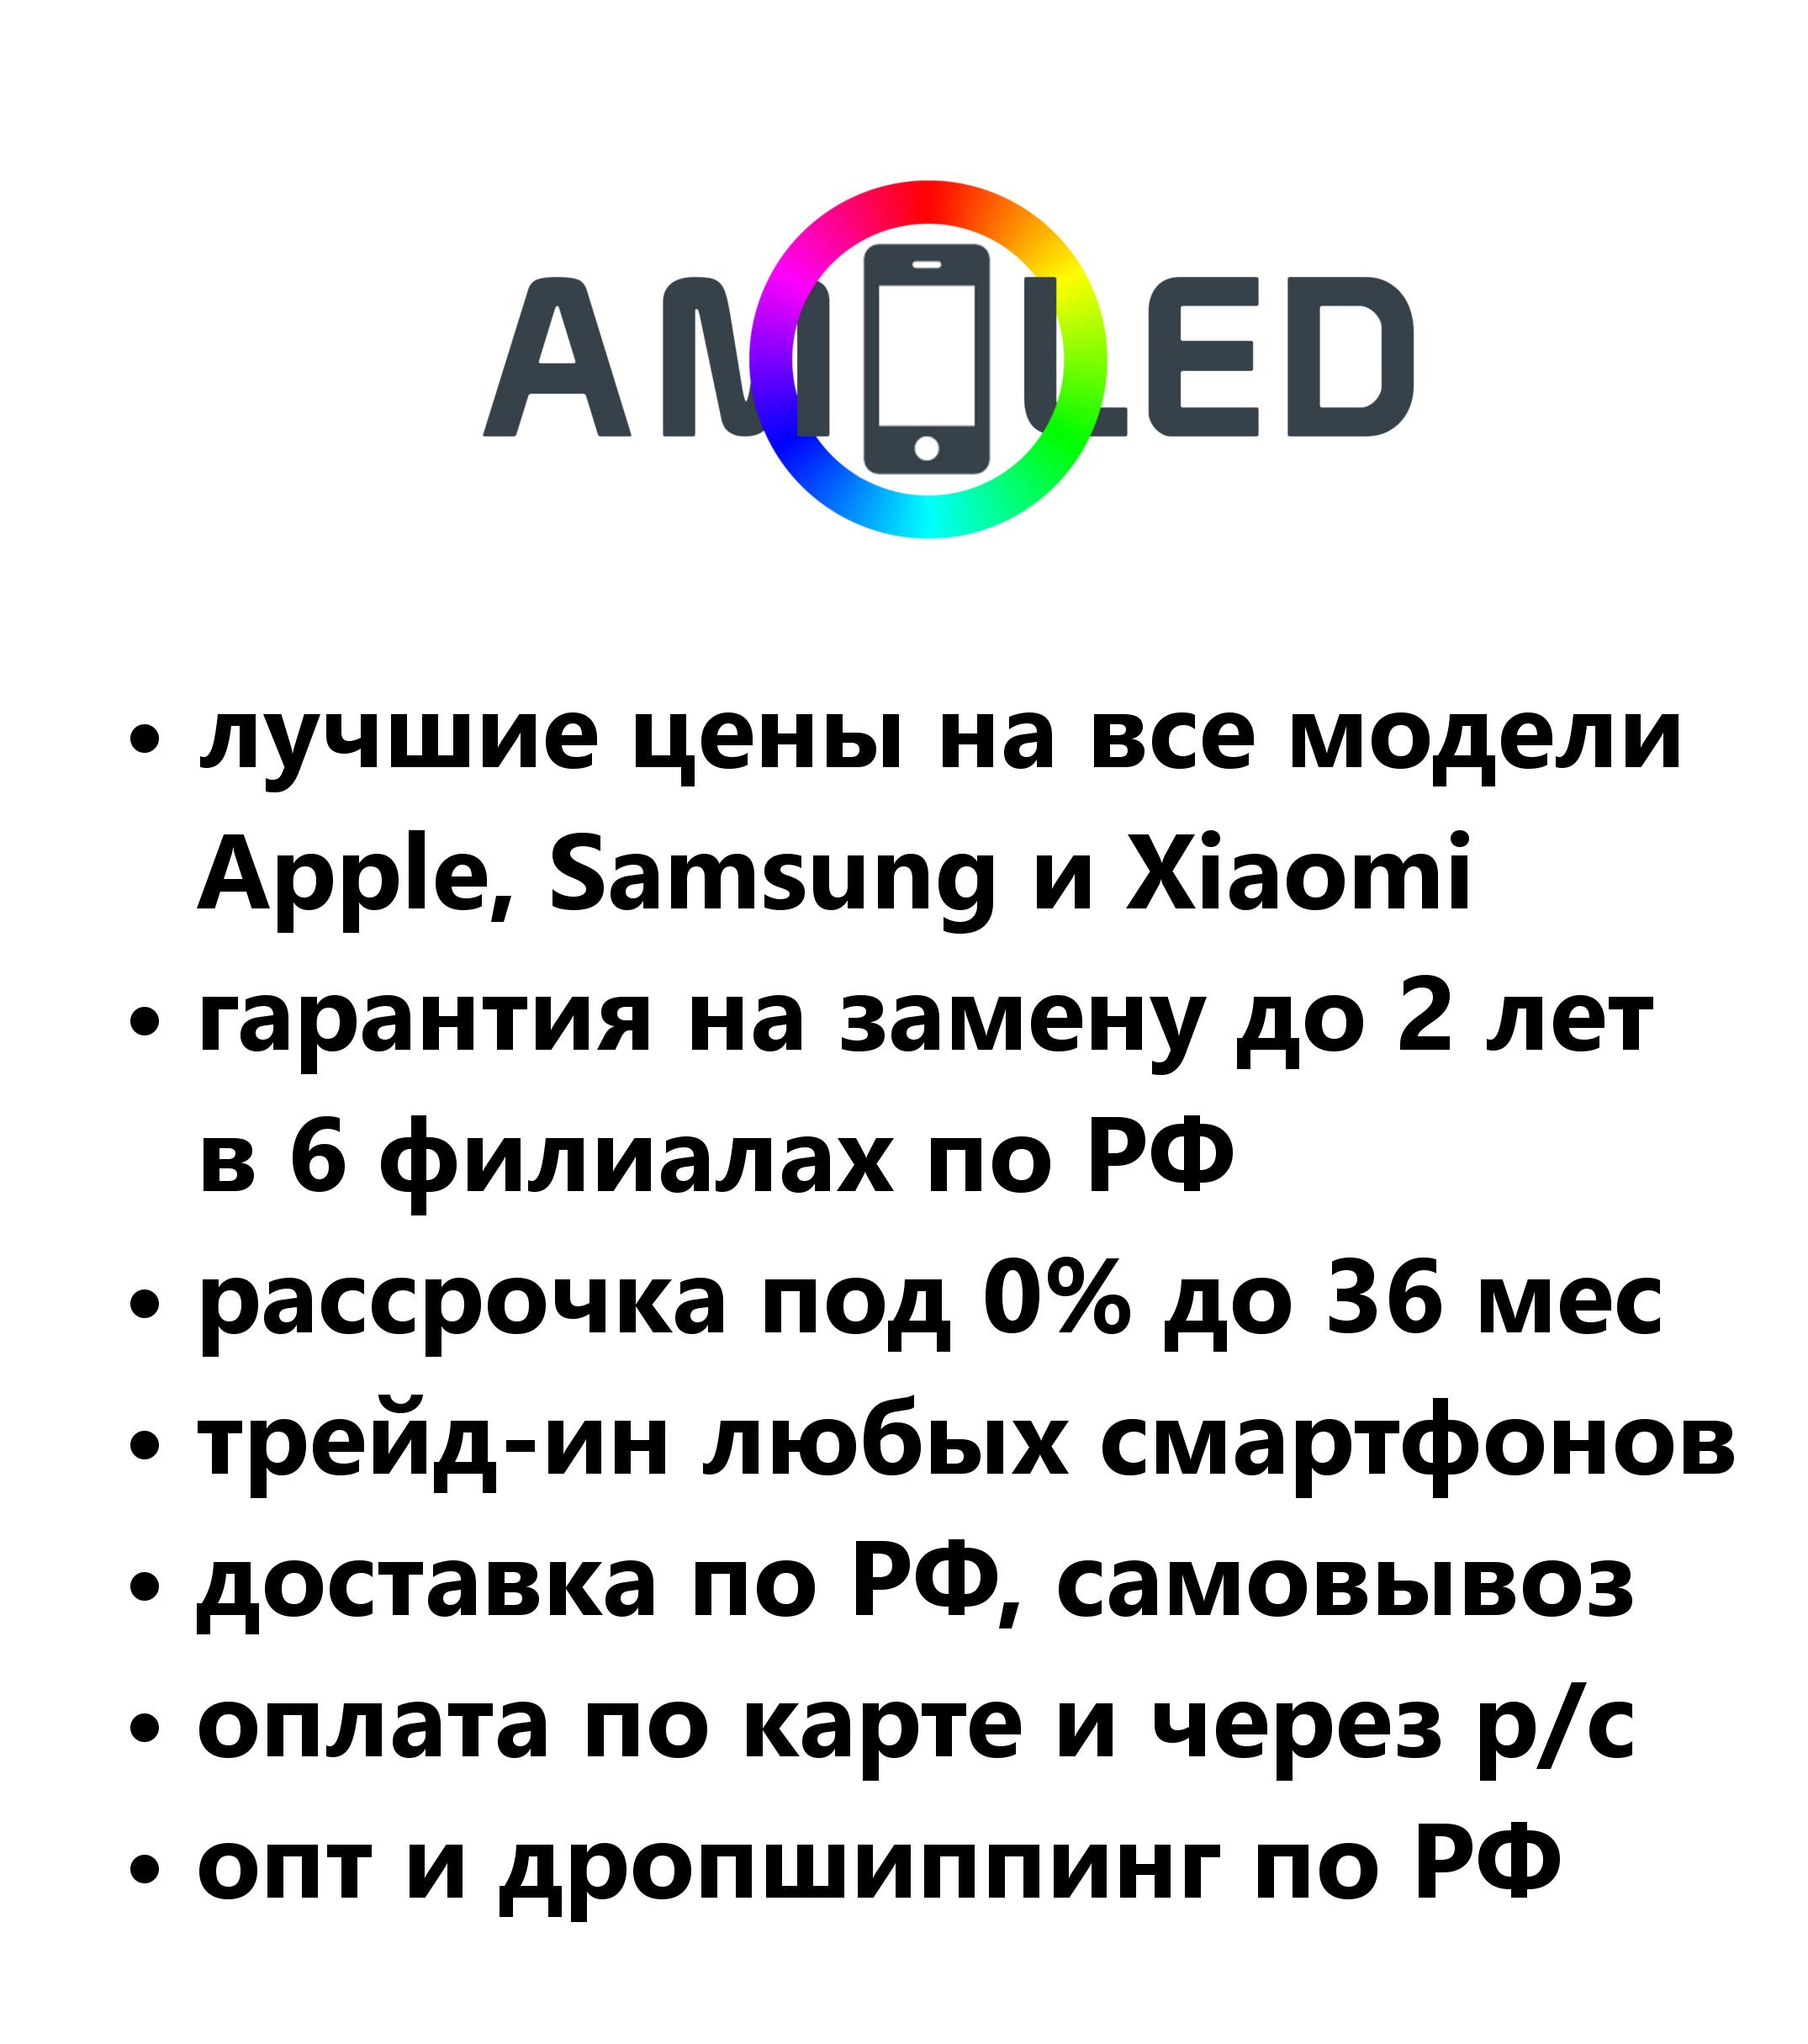 AMOLED
• лучшие цены на все модели
Apple, Samsung и Xiaomi
• гарантия на замену до 2 лет
в 6 филиалах по РФ
• рассрочка под 0% до 36 мес
• трейд-ин любых смартфонов
• доставка по РФ, самовывоз
• оплата по карте и через р/с
• опт и дропшиппинг по РФ